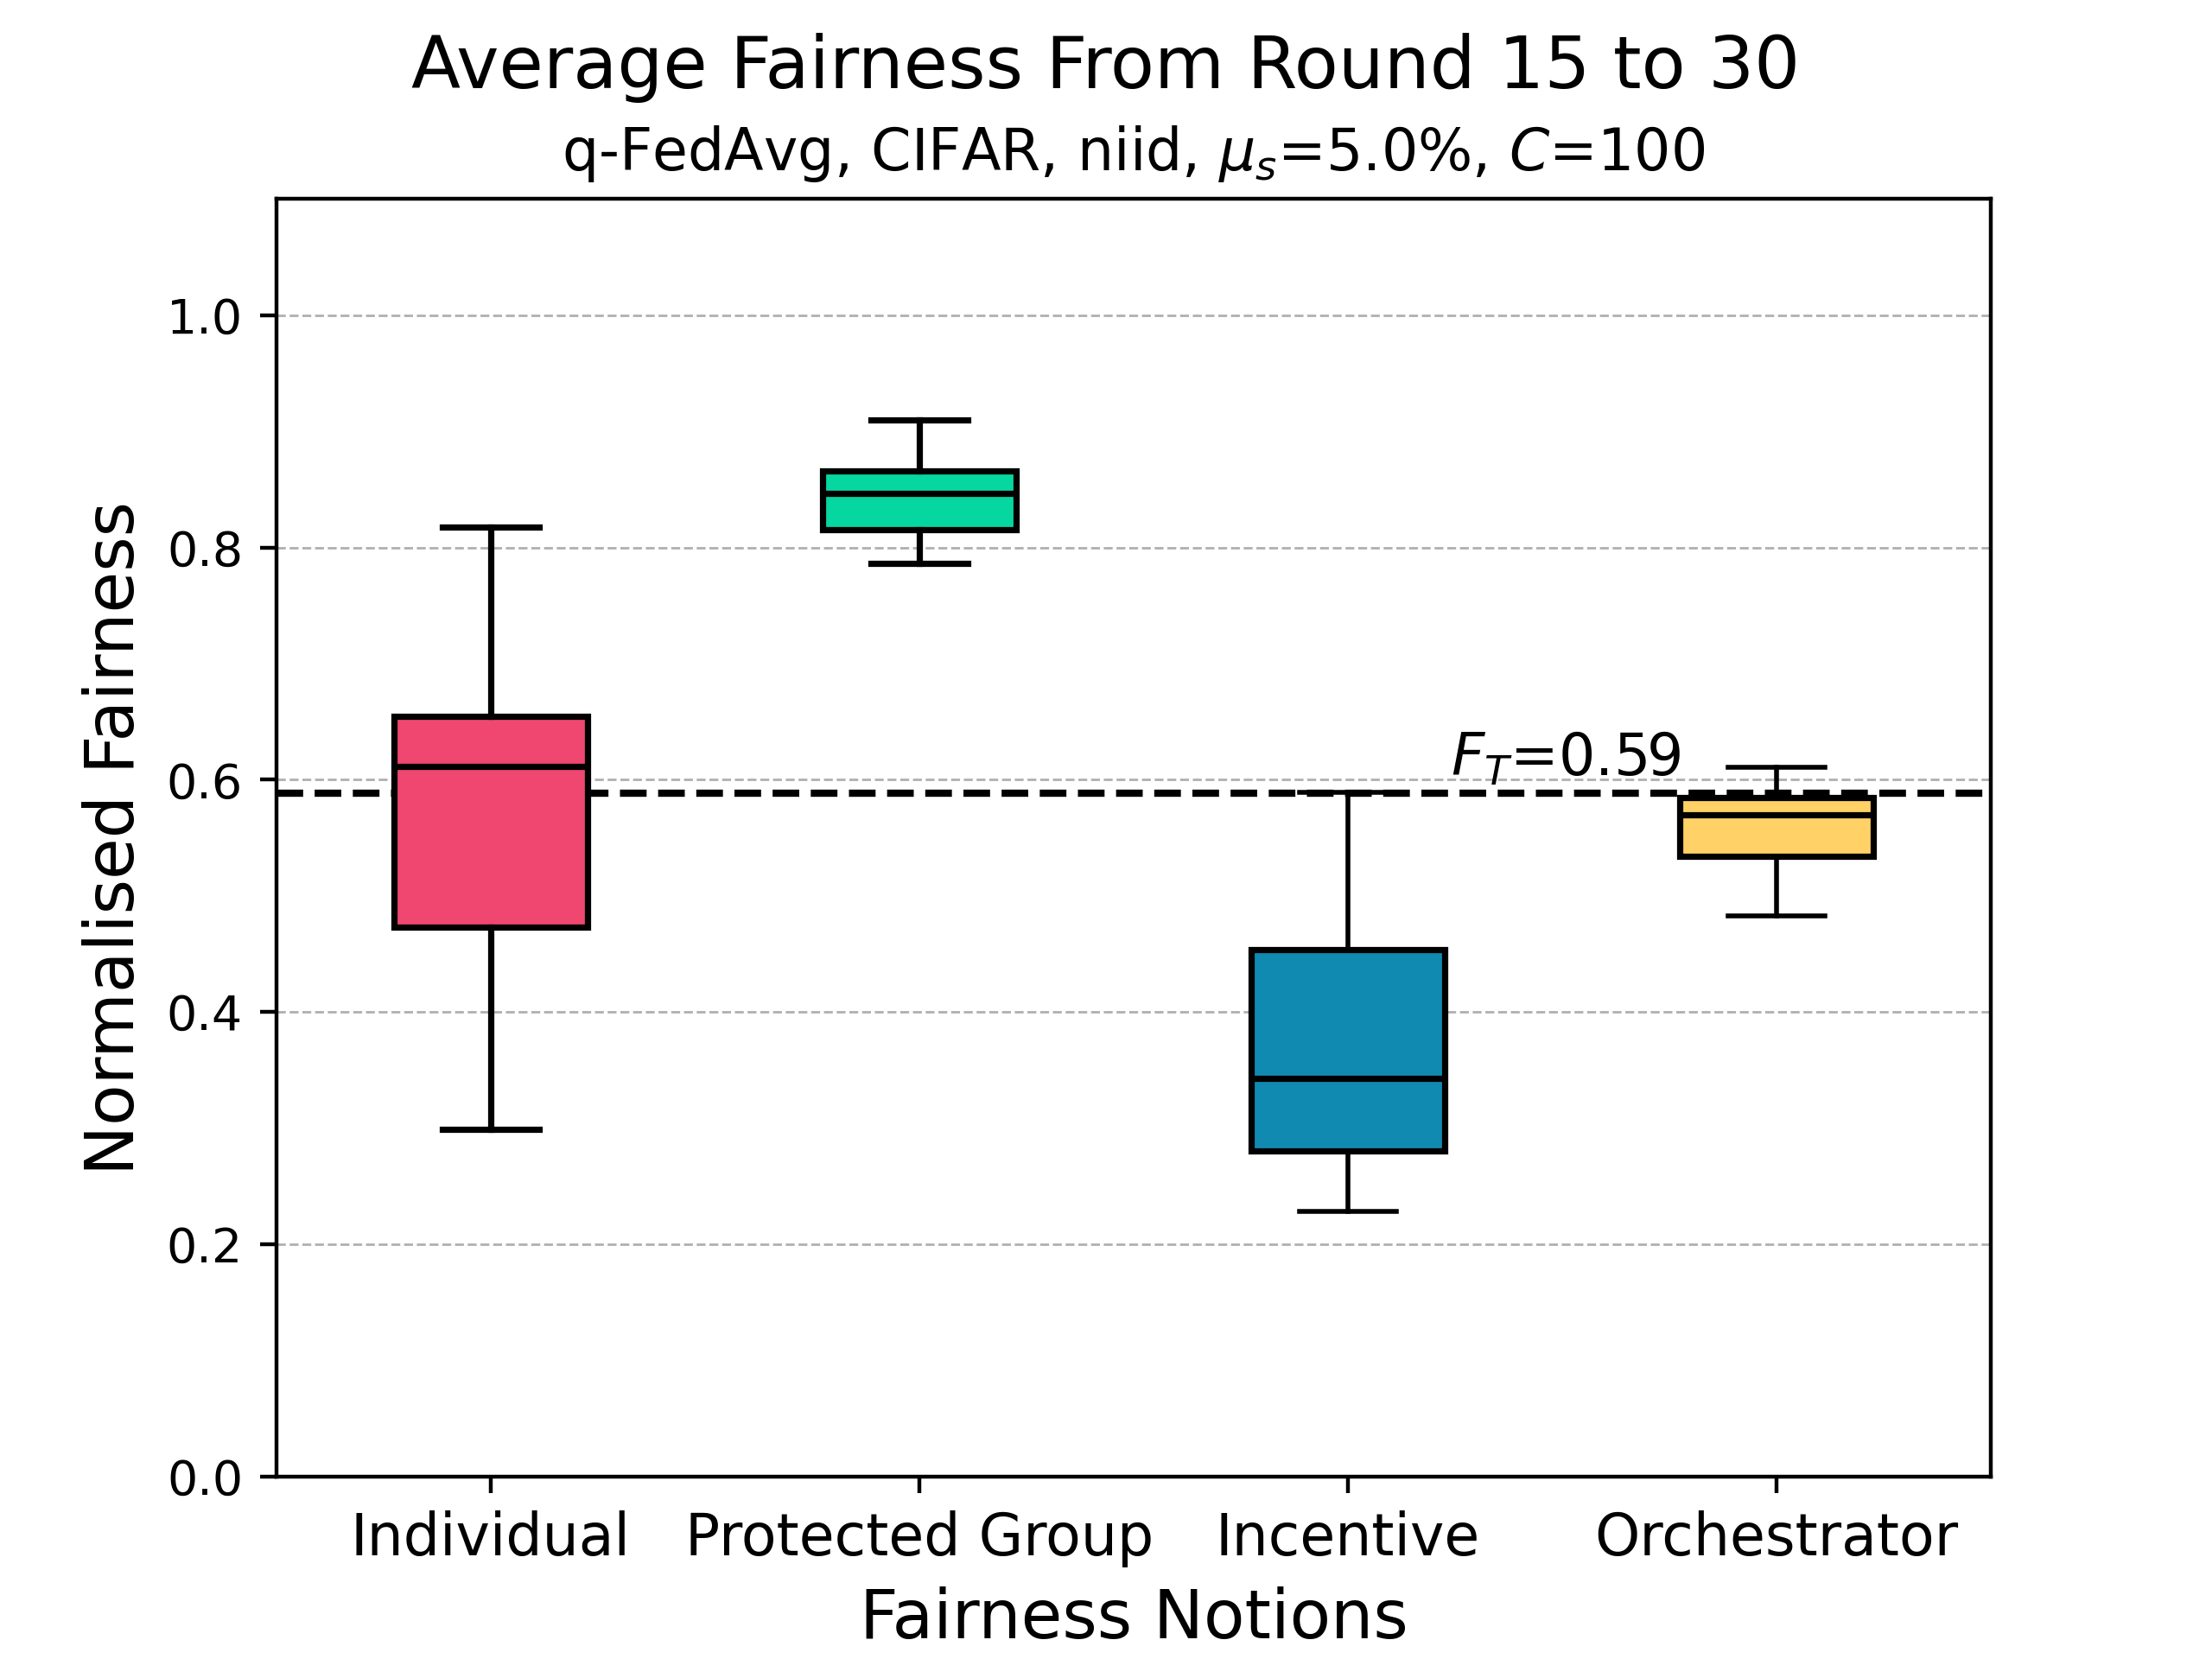 Average Fairness From Round 15 to 30
q-FedAvg, CIFAR, niid, μₛ=5.0%, C=100
Normalised Fairness
1.0
0.8
0.6
0.4
0.2
0.0
F_T=0.59
Individual
Protected Group
Incentive
Orchestrator
Fairness Notions